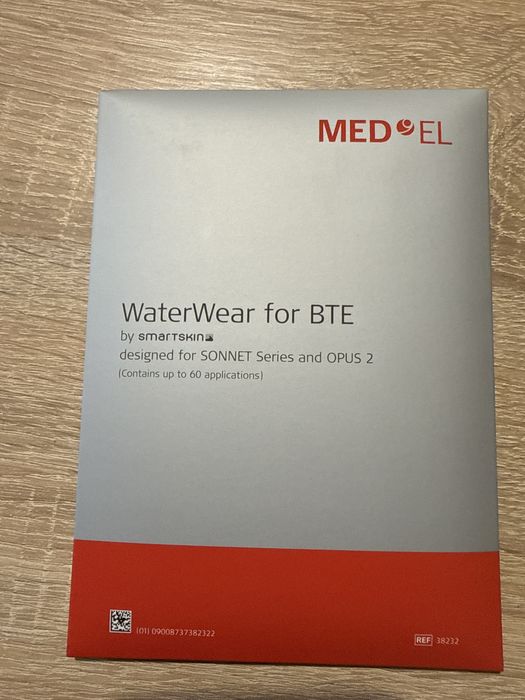 MED EL
WaterWear for BTE
by smartskin
designed for SONNET Series and OPUS 2
(Contains up to 60 applications)
(01) 09008737382322
REF 38232